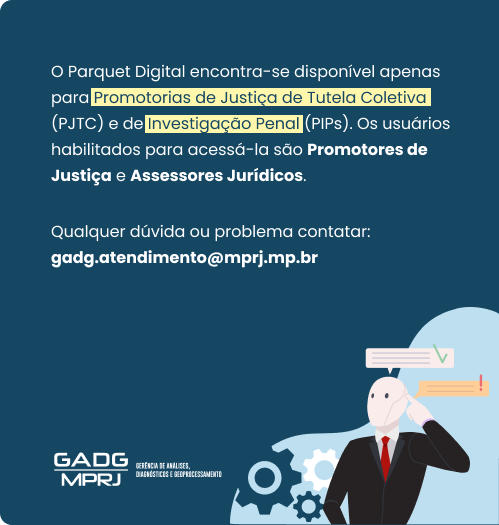 O Parquet Digital encontra-se disponível apenas
para Promotorias de Justiça de Tutela Coletiva
(PJTC) e de Investigação Penal (PIPs). Os usuários
habilitados para acessá-la são Promotores de
Justiça e Assessores Jurídicos.
Qualquer dúvida ou problema contatar:
gadg.atendimento@mprj.mp.br
GADG
MPRJ
GERÊNCIA DE ANÁLISES,
DIAGNÓSTICOS E GEOPROCESSAMENTO